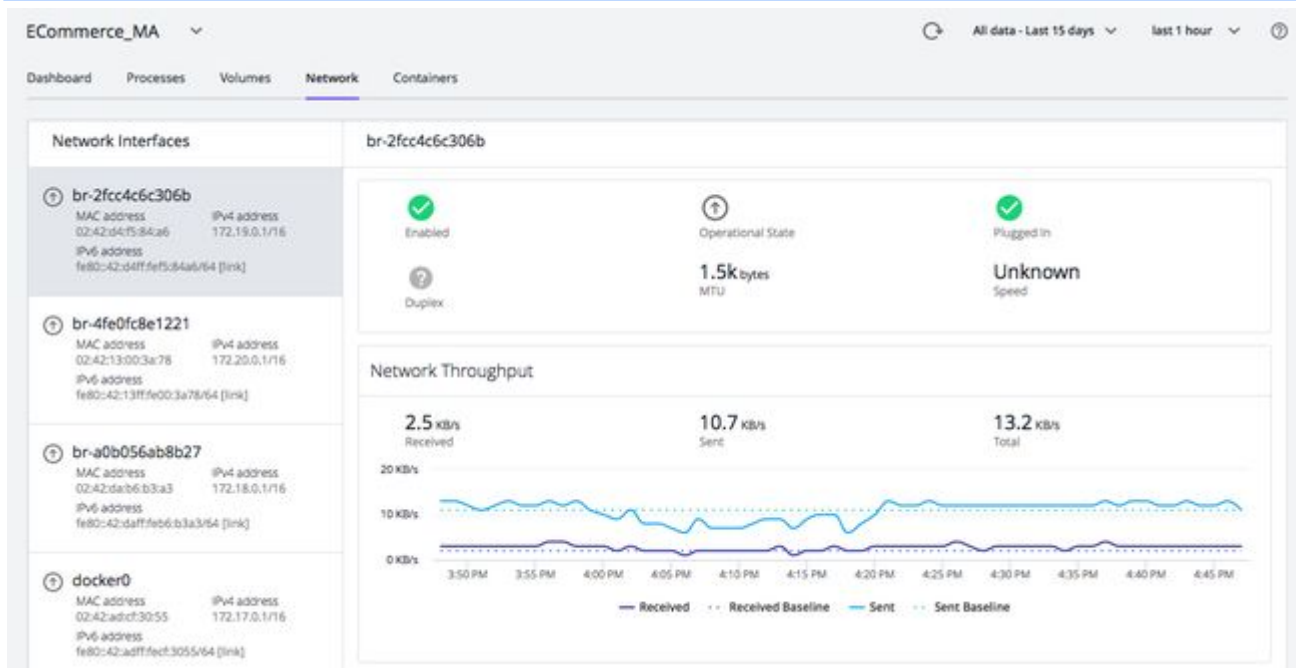 ECommerce_MA
All data - Last 15 days last 1 hour
Dashboard Processes Volumes Network Containers
Network Interfaces
br-2fcc4c6c306b
MAC address IPv4 address
02:42:d4:f5:84:a6 172.19.0.1/16
IPv6 address
fe80::42:d4ff:fef5:84a6/64 [link]
br-4fe0fc8e1221
MAC address IPv4 address
02:42:13:00:3a:78 172.20.0.1/16
IPv6 address
fe80::42:13ff:fe00:3a78/64 [link]
br-a0b056ab8b27
MAC address IPv4 address
02:42:da:b6:b3:a3 172.18.0.1/16
IPv6 address
fe80::42:daff:feb6:b3a3/64 [link]
docker0
MAC address IPv4 address
02:42:ad:cf:30:55 172.17.0.1/16
IPv6 address
fe80::42:adff:fecf:3055/64 [link]
br-2fcc4c6c306b
Enabled Operational State Plugged In
1.5k bytes Unknown
Duplex MTU Speed
Network Throughput
2.5 KB/s 10.7 KB/s 13.2 KB/s
Received Sent Total
20 KB/s
10 KB/s
0 KB/s
3:50 PM 3:55 PM 4:00 PM 4:05 PM 4:10 PM 4:15 PM 4:20 PM 4:25 PM 4:30 PM 4:35 PM 4:40 PM 4:45 PM
Received Received Baseline Sent Sent Baseline